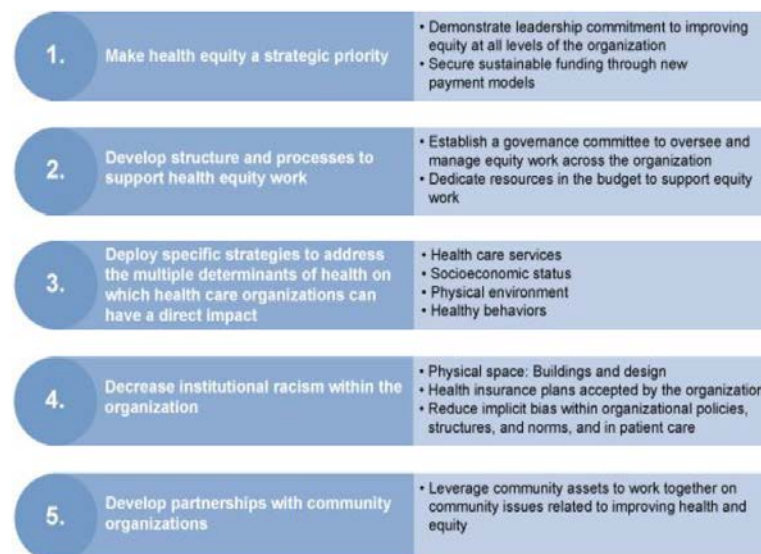 1.
Make health equity a strategic priority
• Demonstrate leadership commitment to improving
equity at all levels of the organization
• Secure sustainable funding through new
payment models
2.
Develop structure and processes to
support health equity work
• Establish a governance committee to oversee and
manage equity work across the organization
• Dedicate resources in the budget to support equity
work
3.
Deploy specific strategies to address
the multiple determinants of health on
which health care organizations can
have a direct impact
• Health care services
• Socioeconomic status
• Physical environment
• Healthy behaviors
4.
Decrease institutional racism within the
organization
• Physical space: Buildings and design
• Health insurance plans accepted by the organization
• Reduce implicit bias within organizational policies,
structures, and norms, and in patient care
5.
Develop partnerships with community
organizations
• Leverage community assets to work together on
community issues related to improving health and
equity